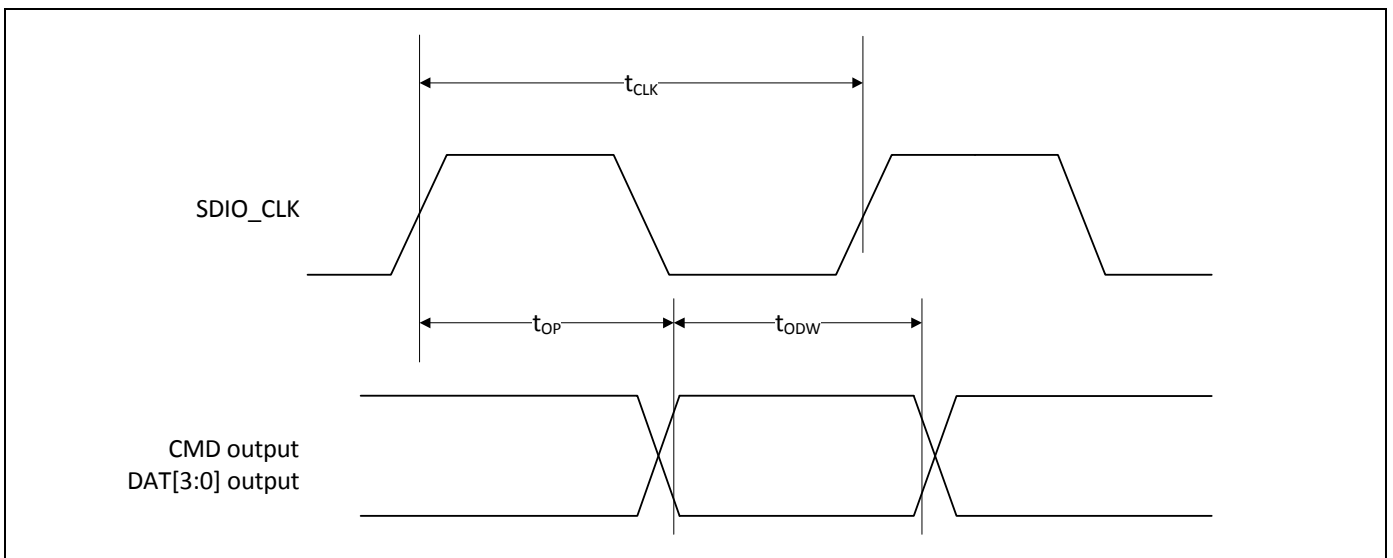 tCLK
SDIO_CLK
tOP
tODW
CMD output
DAT[3:0] output